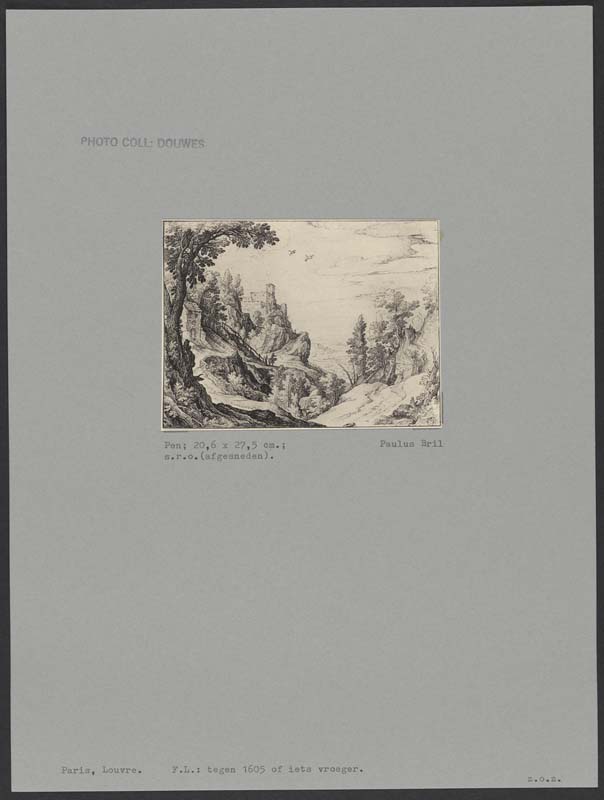 PHOTO COLL: DOUWES
Pen; 20,6 x 27,5 cm.; Paulus Bril
s.r.o.(afgesneden).
Paris, Louvre. F.L.: tegen 1605 of iets vroeger.
z.o.z.